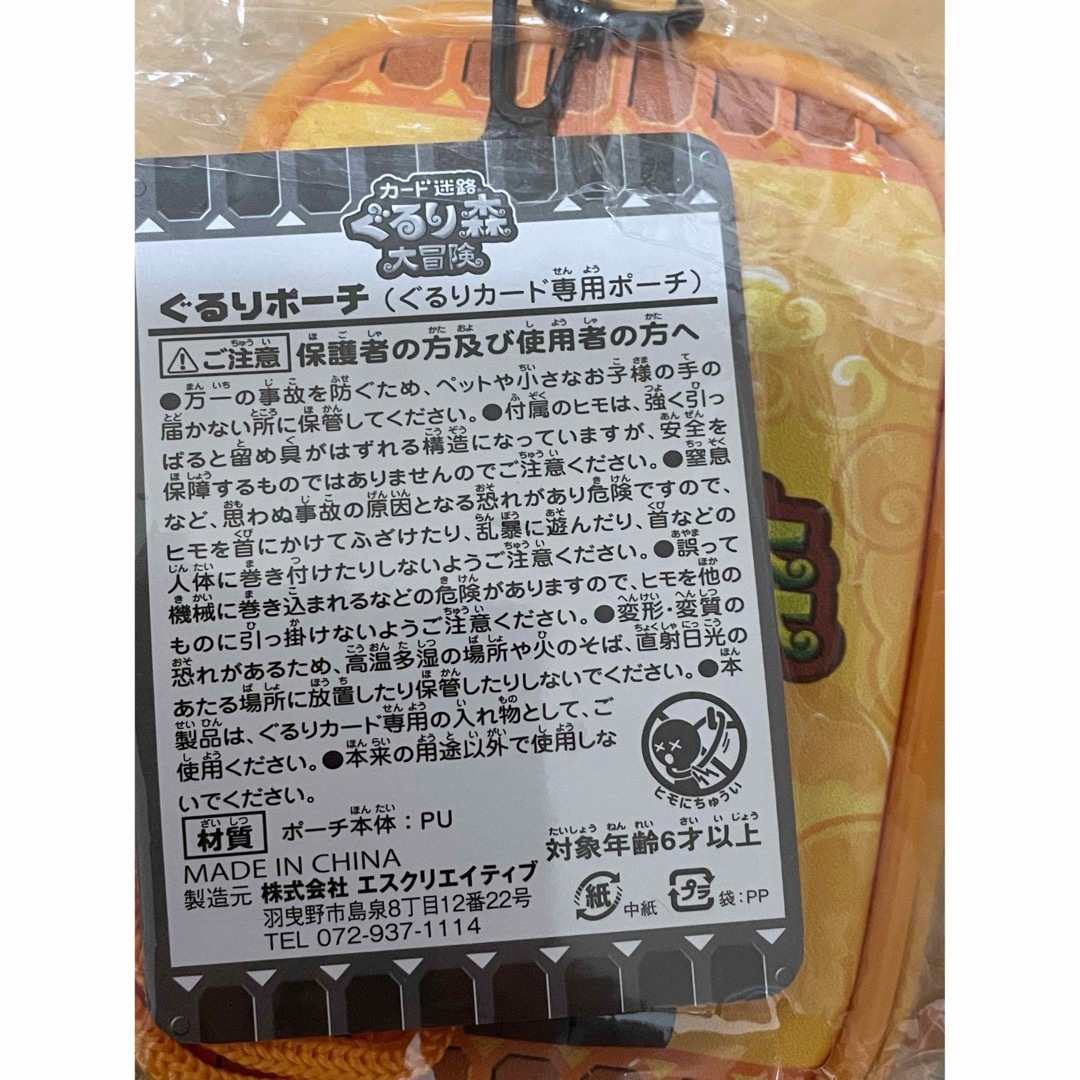 カード迷路
ぐるり森
大冒険
ぐるりポーチ（ぐるりカード専用ポーチ）
⚠ご注意 保護者の方及び使用者の方へ
●万一の事故を防ぐため、ペットや小さなお子様の手の
届かない所に保管してください。●付属のヒモは、強く引っ
ぱると留め具がはずれる構造になっていますが、安全を
保障するものではありませんのでご注意ください。●窒息
など、思わぬ事故の原因となる恐れがあり危険ですので、
ヒモを首にかけてふざけたり、乱暴に遊んだり、首などの
人体に巻き付けたりしないようご注意ください。●誤って
機械に巻き込まれるなどの危険がありますので、ヒモを他の
ものに引っ掛けないようご注意ください。●変形・変質の
恐れがあるため、高温多湿の場所や火のそば、直射日光の
あたる場所に放置したり保管したりしないでください。●本
製品は、ぐるりカード専用の入れ物として、ご
使用ください。●本来の用途以外で使用しな
いでください。
ヒモにちゅうい
材質 ポーチ本体：PU
対象年齢6才以上
MADE IN CHINA
製造元 株式会社 エスクリエイティブ
羽曳野市島泉8丁目12番22号
TEL 072-937-1114
紙 中紙 プラ 袋：PP